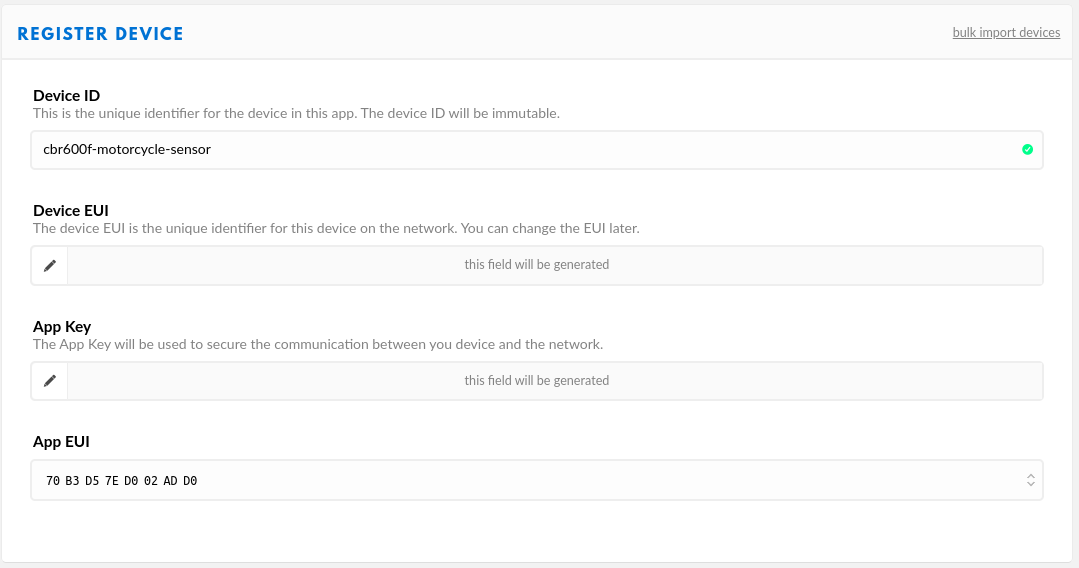 REGISTER DEVICE
bulk import devices
Device ID
This is the unique identifier for the device in this app. The device ID will be immutable.
cbr600f-motorcycle-sensor
Device EUI
The device EUI is the unique identifier for this device on the network. You can change the EUI later.
this field will be generated
App Key
The App Key will be used to secure the communication between you device and the network.
this field will be generated
App EUI
70 B3 D5 7E D0 02 AD D0